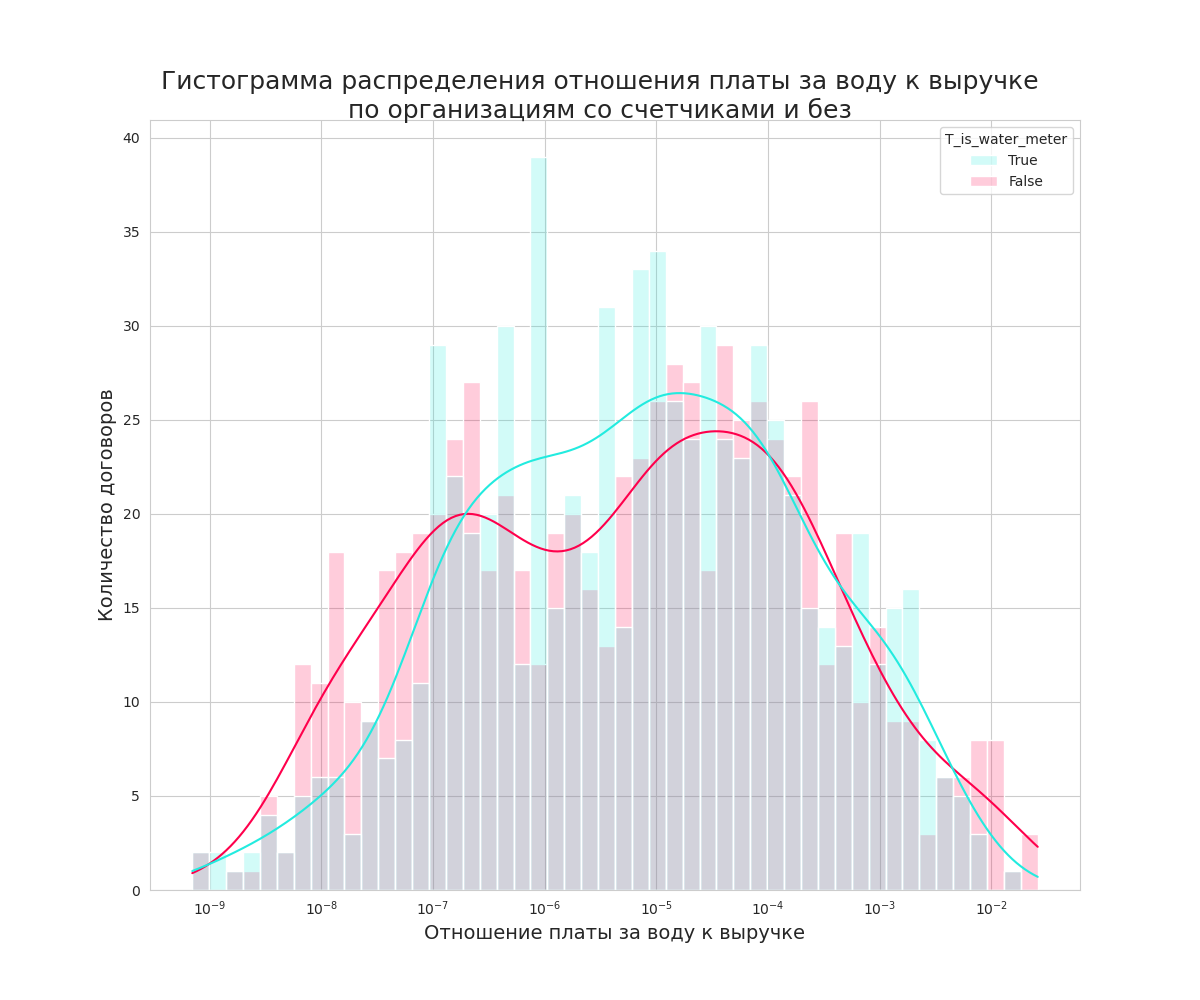 Гистограмма распределения отношения платы за воду к выручке
по организациям со счетчиками и без
T_is_water_meter
True
False
Количество договоров
40
35
30
25
20
15
10
5
0
10⁻⁹ 10⁻⁸ 10⁻⁷ 10⁻⁶ 10⁻⁵ 10⁻⁴ 10⁻³ 10⁻²
Отношение платы за воду к выручке